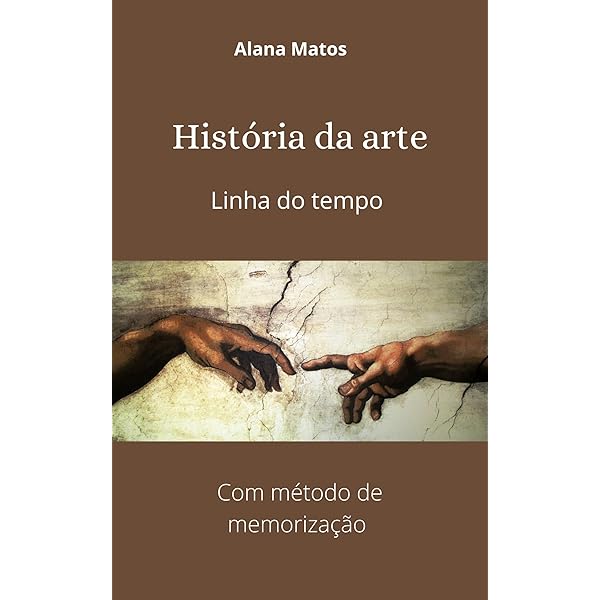 Alana Matos
História da arte
Linha do tempo
Com método de
memorização